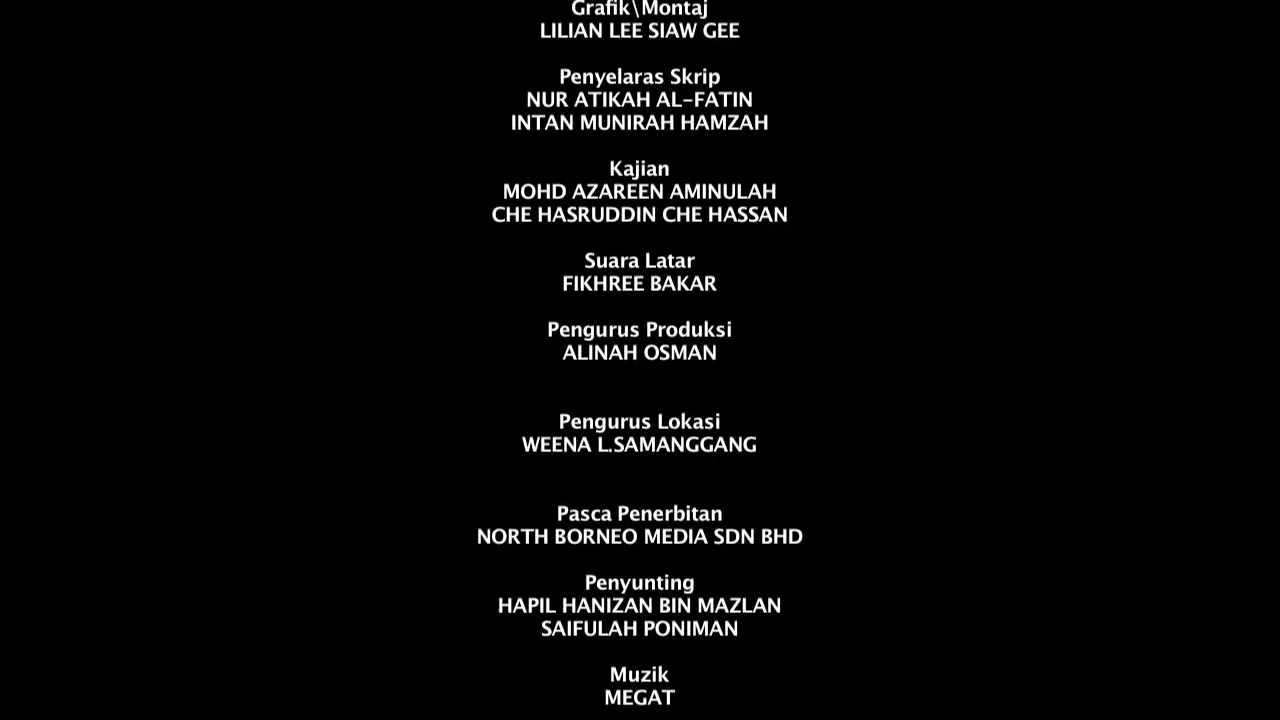 Grafik\Montaj
LILIAN LEE SIAW GEE
Penyelaras Skrip
NUR ATIKAH AL-FATIN
INTAN MUNIRAH HAMZAH
Kajian
MOHD AZAREEN AMINULAH
CHE HASRUDDIN CHE HASSAN
Suara Latar
FIKHREE BAKAR
Pengurus Produksi
ALINAH OSMAN
Pengurus Lokasi
WEENA L.SAMANGGANG
Pasca Penerbitan
NORTH BORNEO MEDIA SDN BHD
Penyunting
HAPIL HANIZAN BIN MAZLAN
SAIFULAH PONIMAN
Muzik
MEGAT